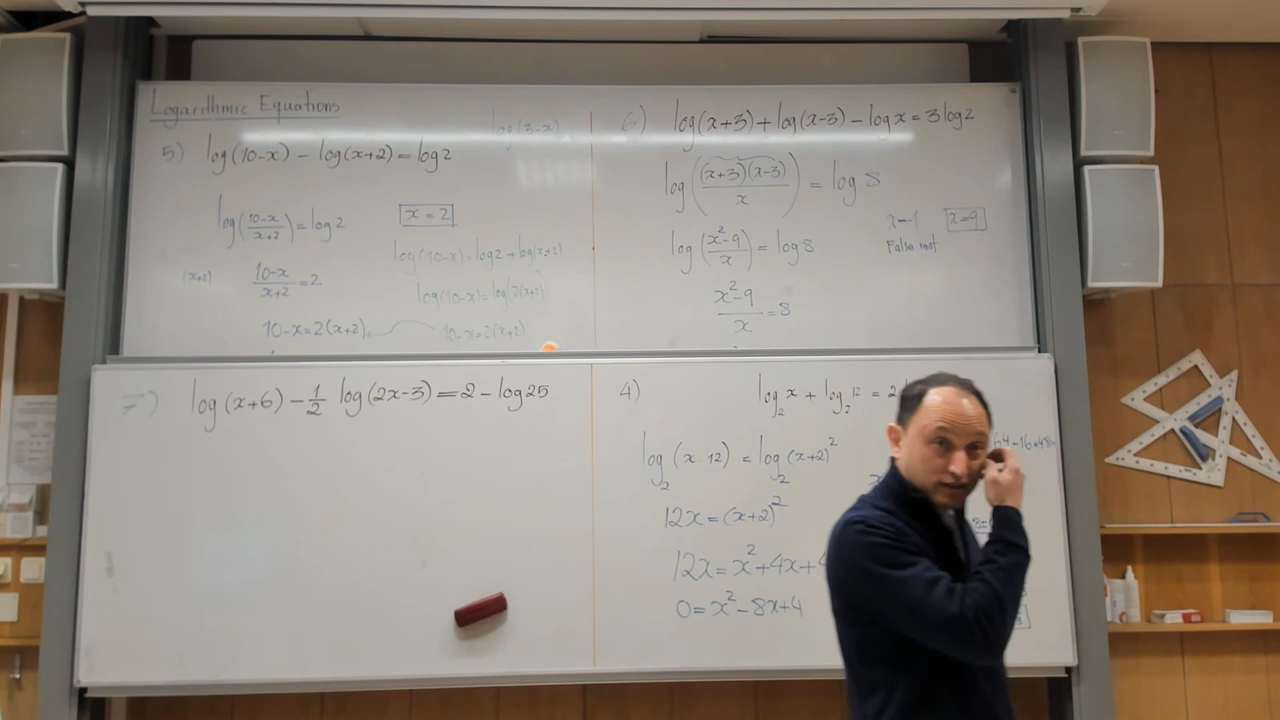 Logarithmic Equations
log(3-x)
5) log(10-x) - log(x+2) = log2
log((10-x)/(x+2)) = log2
x = 2
log(10-x) = log2 + log(x+2)
(x+2) (10-x)/(x+2) = 2
log(10-x) = log(2(x+2))
10-x = 2(x+2)
10-x = 2(x+2)
6) log(x+3) + log(x-3) - logx = 3log2
log((x+3)(x-3)/x) = log 8
x=-1 x=9
False root
log((x²-9)/x) = log8
(x²-9)/x = 8
7) log(x+6) - 1/2 log(2x-3) = 2 - log25
4) log₂x + log₂12 = 2
log₂(x·12) = log₂(x+2)²
12x = (x+2)²
12x = x²+4x+4
0 = x²-8x+4